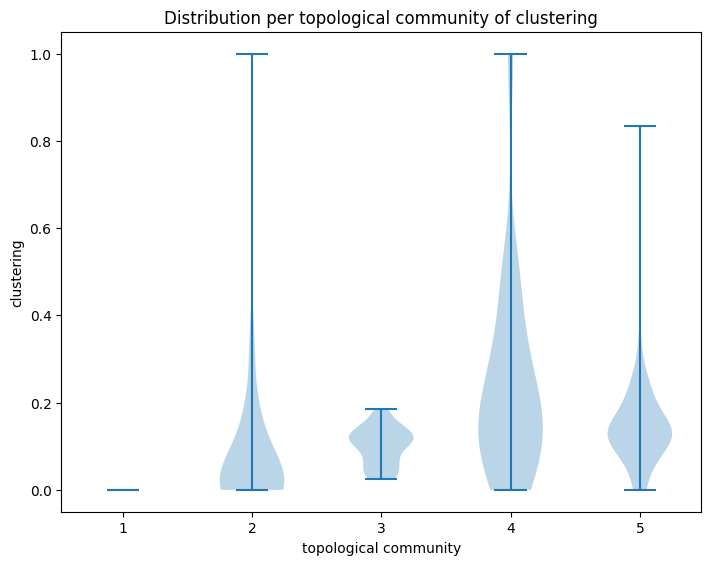 Distribution per topological community of clustering
clustering
1.0
0.8
0.6
0.4
0.2
0.0
1 2 3 4 5
topological community